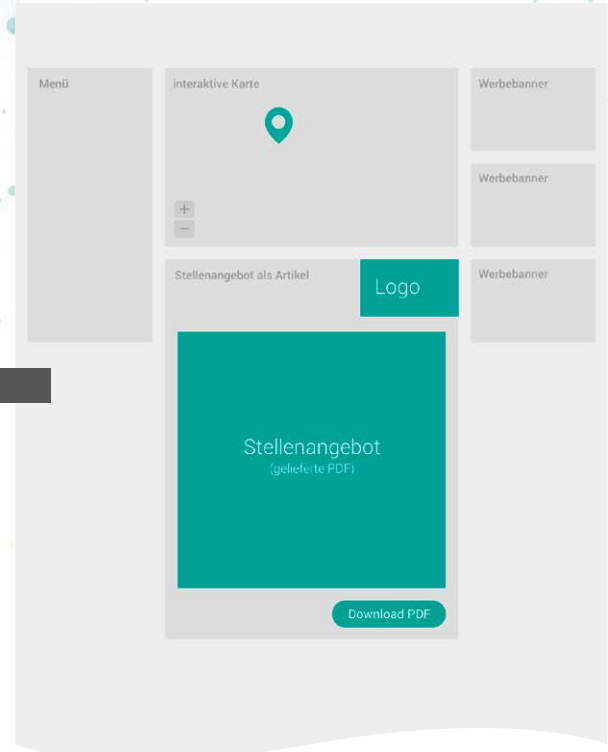 Menü
interaktive Karte
+
−
Werbebanner
Werbebanner
Stellenangebot als Artikel
Logo
Werbebanner
Stellenangebot
(gelieferte PDF)
Download PDF